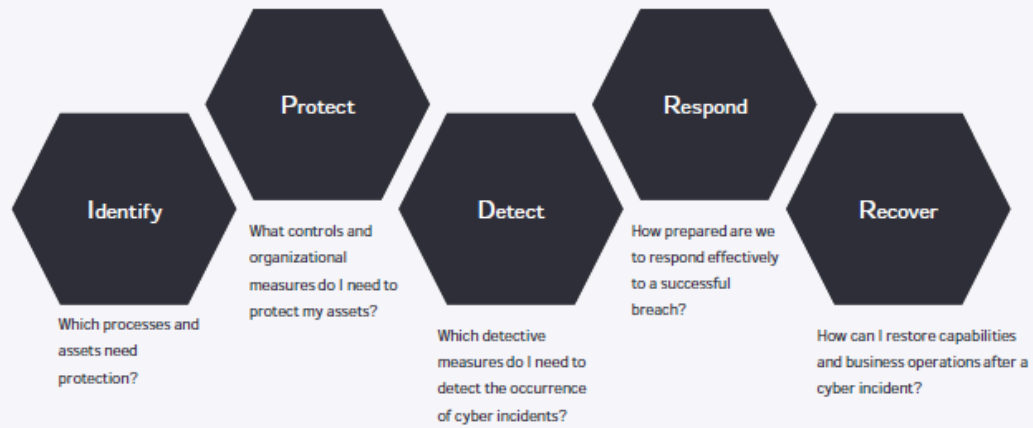 Identify
Which processes and
assets need
protection?
Protect
What controls and
organizational
measures do I need to
protect my assets?
Detect
Which detective
measures do I need to
detect the occurrence
of cyber incidents?
Respond
How prepared are we
to respond effectively
to a successful
breach?
Recover
How can I restore capabilities
and business operations after a
cyber incident?